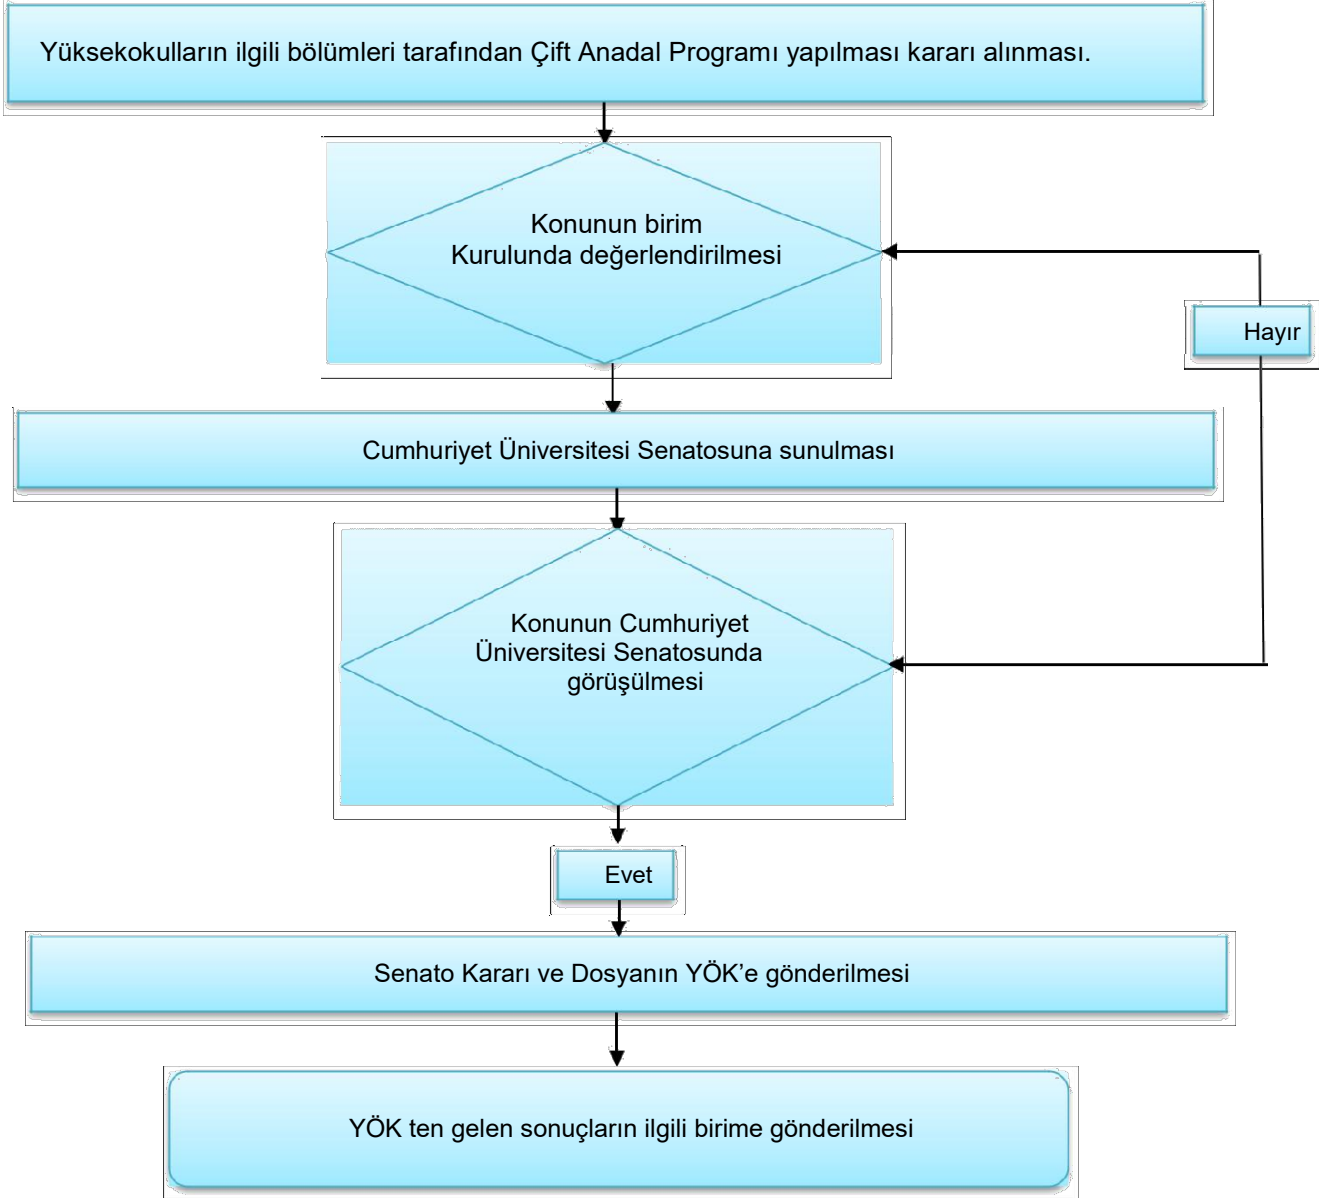 Yüksekokulların ilgili bölümleri tarafından Çift Anadal Programı yapılması kararı alınması.
Konunun birim
Kurulunda değerlendirilmesi
Hayır
Cumhuriyet Üniversitesi Senatosuna sunulması
Konunun Cumhuriyet
Üniversitesi Senatosunda
görüşülmesi
Evet
Senato Kararı ve Dosyanın YÖK’e gönderilmesi
YÖK ten gelen sonuçların ilgili birime gönderilmesi